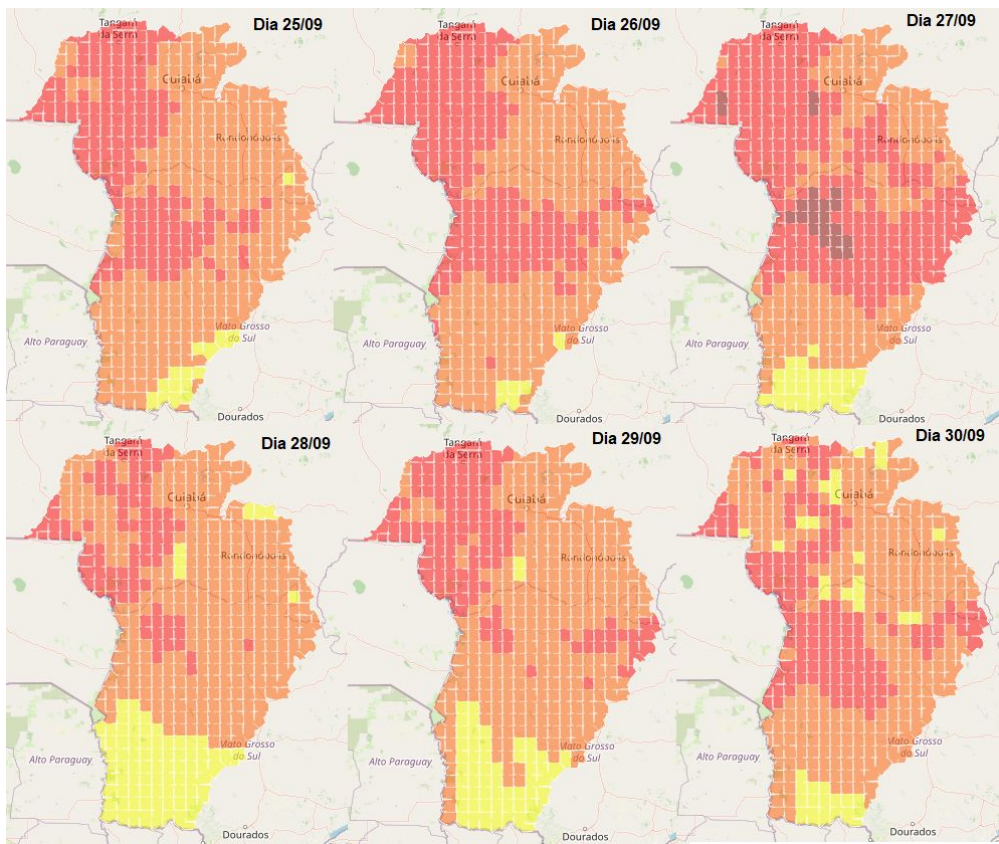 Dia 25/09
Tangará
da Serra
Cuiabá
Rondonópolis
Alto Paraguay
Mato Grosso
do Sul
Dourados
Dia 26/09
Tangará
da Serra
Cuiabá
Rondonópolis
Alto Paraguay
Mato Grosso
do Sul
Dourados
Dia 27/09
Tangará
da Serra
Cuiabá
Rondonópolis
Alto Paraguay
Mato Grosso
do Sul
Dourados
Dia 28/09
Tangará
da Serra
Cuiabá
Rondonópolis
Alto Paraguay
Mato Grosso
do Sul
Dourados
Dia 29/09
Tangará
da Serra
Cuiabá
Rondonópolis
Alto Paraguay
Mato Grosso
do Sul
Dourados
Dia 30/09
Tangará
da Serra
Cuiabá
Rondonópolis
Alto Paraguay
Mato Grosso
do Sul
Dourados